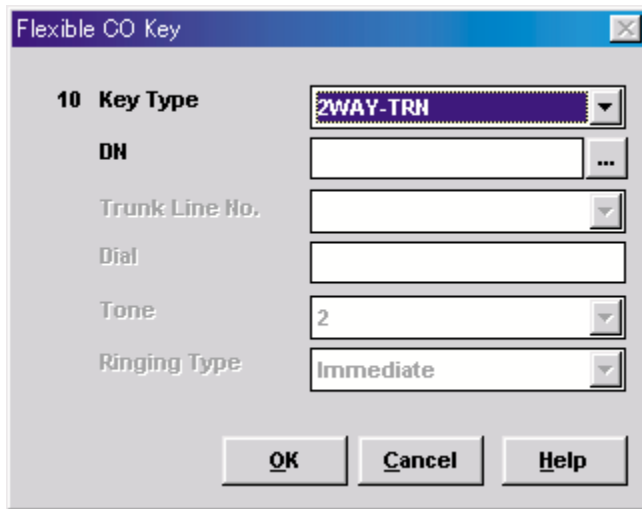 Flexible CO Key
10 Key Type 2WAY-TRN
DN ...
Trunk Line No.
Dial
Tone 2
Ringing Type Immediate
OK Cancel Help